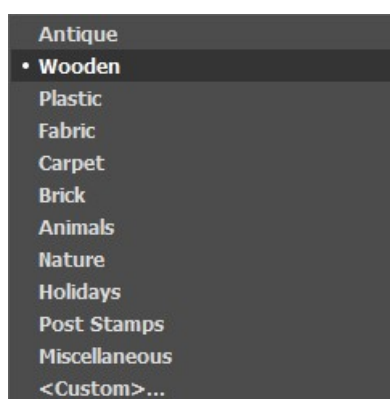 Antique
• Wooden
Plastic
Fabric
Carpet
Brick
Animals
Nature
Holidays
Post Stamps
Miscellaneous
<Custom>...